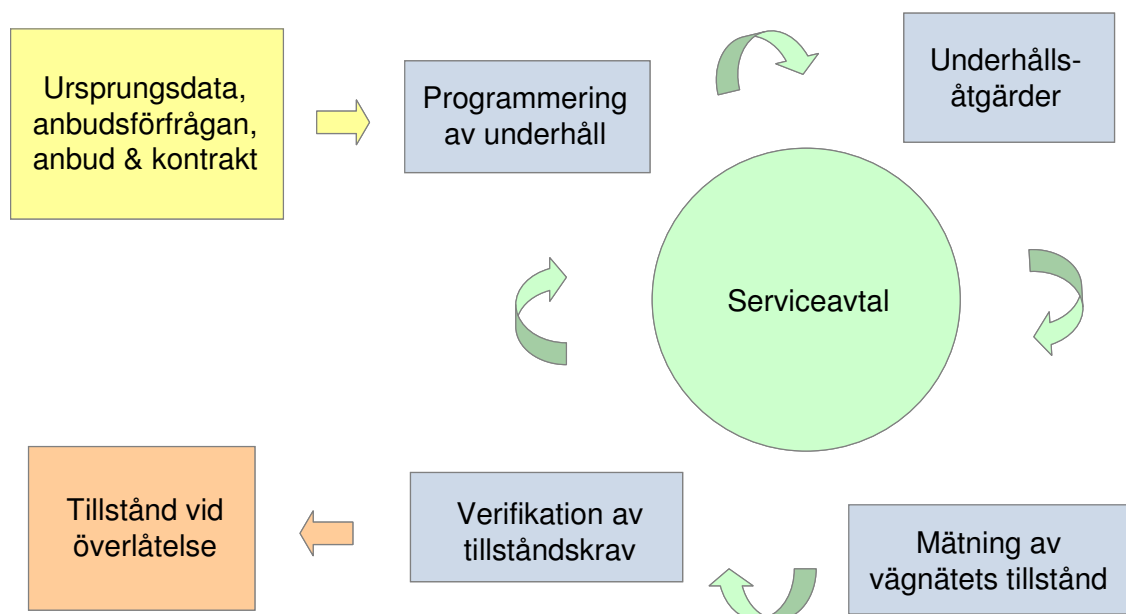 Ursprungsdata,
anbudsförfrågan,
anbud & kontrakt
Programmering
av underhåll
Underhålls-
åtgärder
Serviceavtal
Tillstånd vid
överlåtelse
Verifikation av
tillståndskrav
Mätning av
vägnätets tillstånd